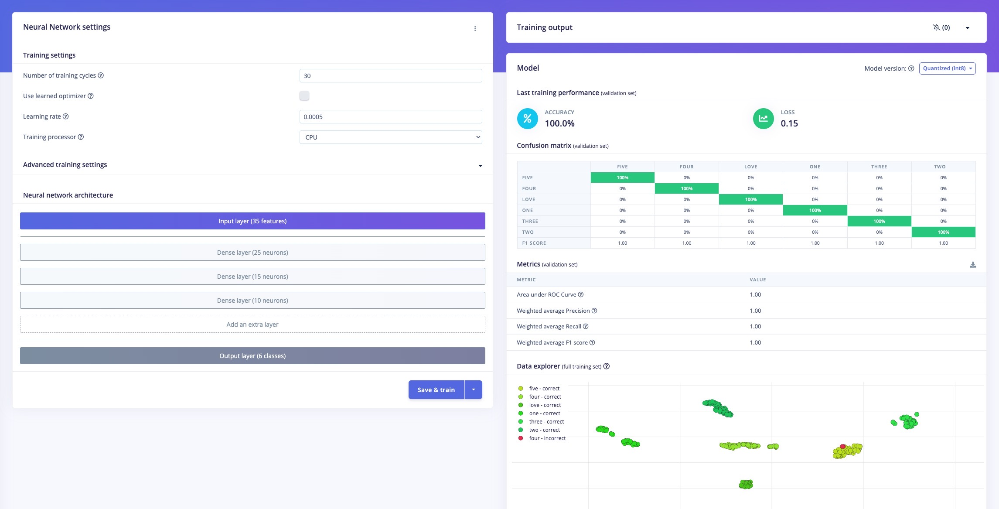 Neural Network settings
Training settings
Number of training cycles
30
Use learned optimizer
Learning rate
0.0005
Training processor
CPU
Advanced training settings
Neural network architecture
Input layer (35 features)
Dense layer (25 neurons)
Dense layer (15 neurons)
Dense layer (10 neurons)
Add an extra layer
Output layer (6 classes)
Save & train
Training output
(0)
Model
Model version: Quantized (int8)
Last training performance (validation set)
ACCURACY
100.0%
LOSS
0.15
Confusion matrix (validation set)
FIVE FOUR LOVE ONE THREE TWO
FIVE 100% 0% 0% 0% 0% 0%
FOUR 0% 100% 0% 0% 0% 0%
LOVE 0% 0% 100% 0% 0% 0%
ONE 0% 0% 0% 100% 0% 0%
THREE 0% 0% 0% 0% 100% 0%
TWO 0% 0% 0% 0% 0% 100%
F1 SCORE 1.00 1.00 1.00 1.00 1.00 1.00
Metrics (validation set)
METRIC VALUE
Area under ROC Curve 1.00
Weighted average Precision 1.00
Weighted average Recall 1.00
Weighted average F1 score 1.00
Data explorer (full training set)
five - correct
four - correct
love - correct
one - correct
three - correct
two - correct
four - incorrect